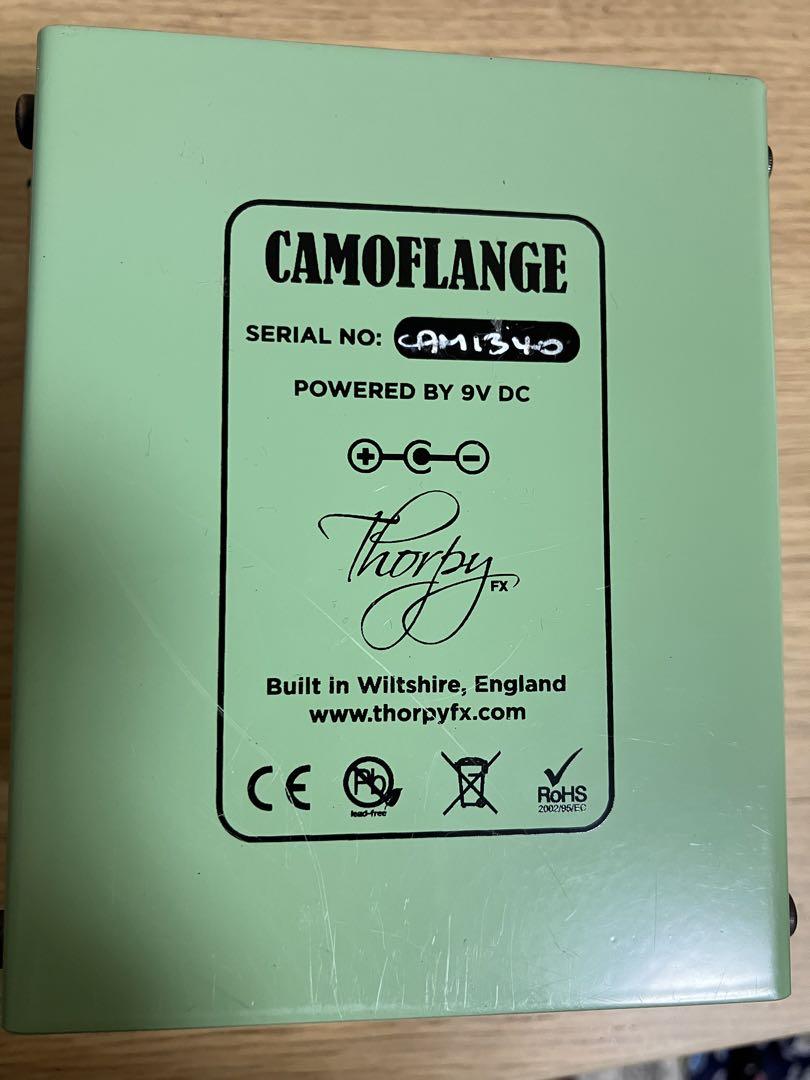 CAMOFLANGE
SERIAL NO: CAM1340
POWERED BY 9V DC
Thorpy FX
Built in Wiltshire, England
www.thorpyfx.com
CE Pb RoHS
lead-free 2002/95/EC